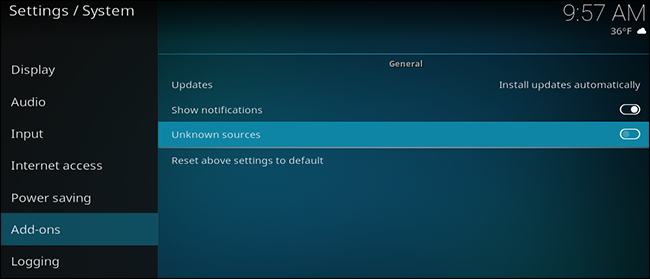 Settings / System
9:57 AM
36°F
Display
Audio
Input
Internet access
Power saving
Add-ons
Logging
General
Updates Install updates automatically
Show notifications
Unknown sources
Reset above settings to default